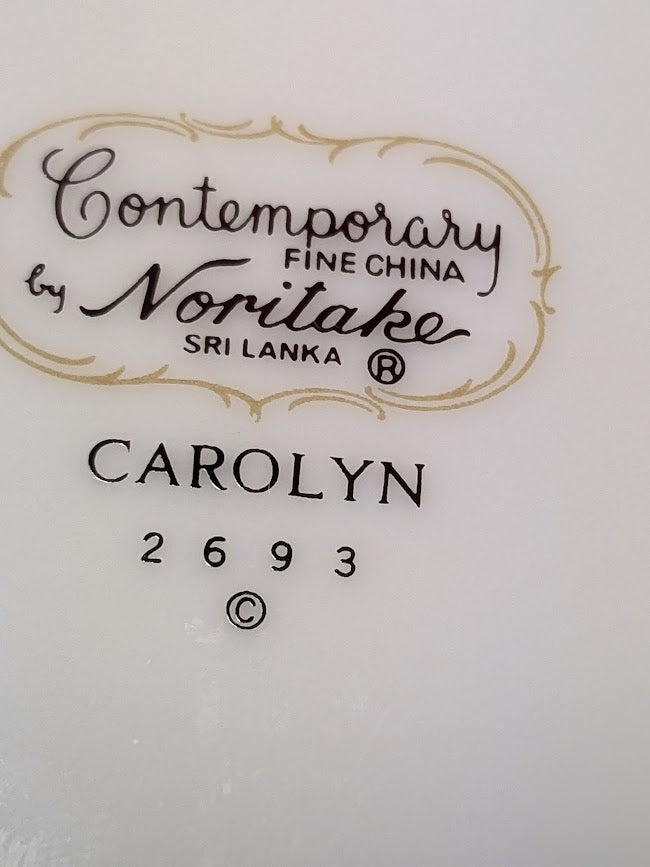 Contemporary
FINE CHINA
by Noritake
SRI LANKA ®
CAROLYN
2693
©